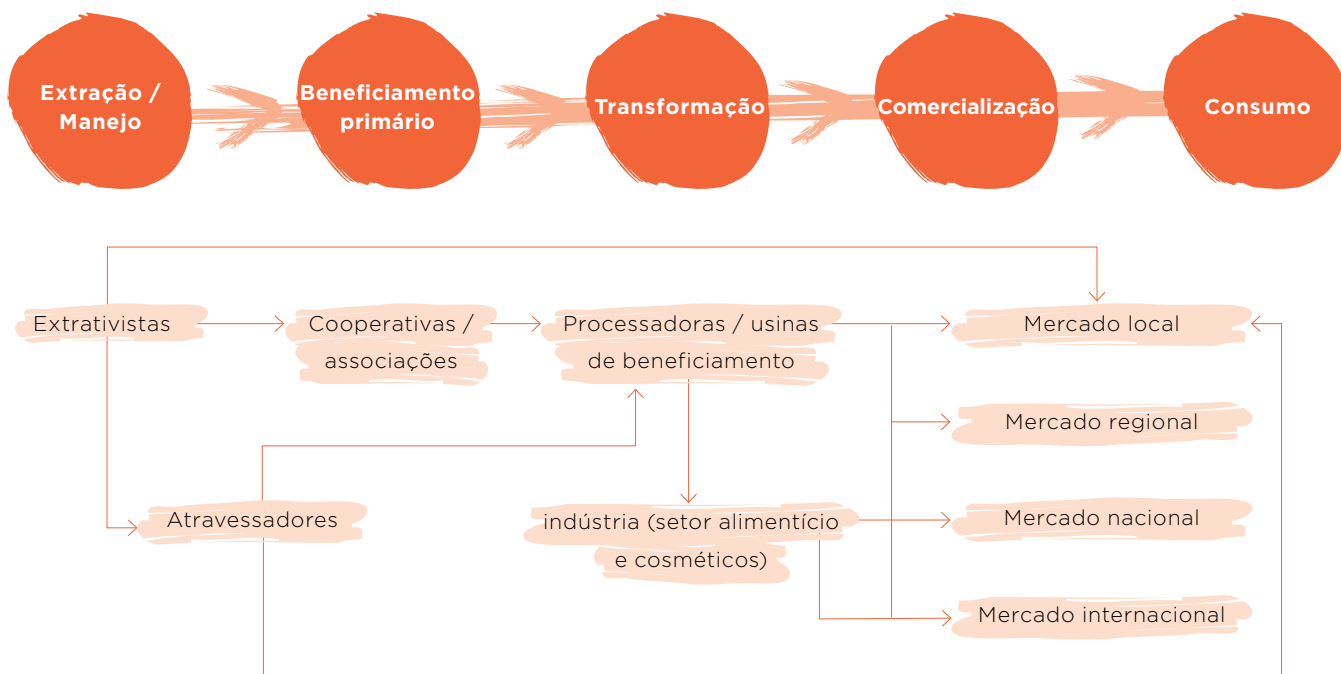 Extração /
Manejo
Beneficiamento
primário
Transformação
Comercialização
Consumo
Extrativistas
Cooperativas /
associações
Processadoras / usinas
de beneficiamento
Mercado local
Mercado regional
Atravessadores
indústria (setor alimentício
e cosméticos)
Mercado nacional
Mercado internacional